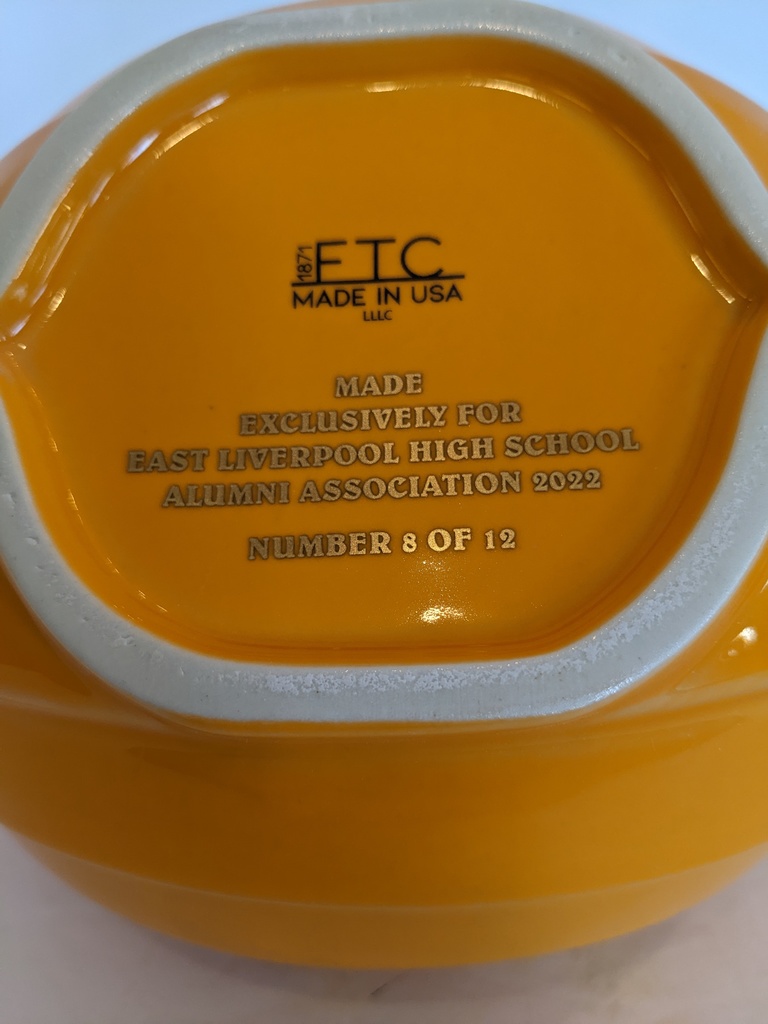 1871 FTC
MADE IN USA
LLLC
MADE
EXCLUSIVELY FOR
EAST LIVERPOOL HIGH SCHOOL
ALUMNI ASSOCIATION 2022
NUMBER 8 OF 12